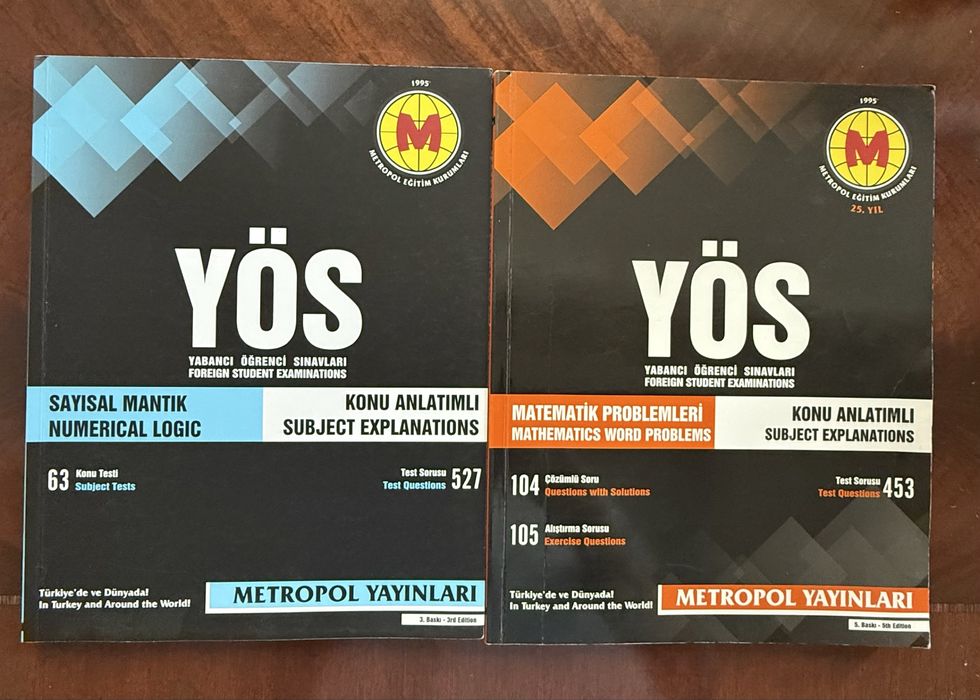 1995
M
METROPOL EĞİTİM KURUMLARI
YÖS
YABANCI ÖĞRENCİ SINAVLARI
FOREIGN STUDENT EXAMINATIONS
SAYISAL MANTIK
NUMERICAL LOGIC
KONU ANLATIMLI
SUBJECT EXPLANATIONS
63 Konu Testi
Subject Tests
Test Sorusu 527
Test Questions
Türkiye'de ve Dünyada!
In Turkey and Around the World!
METROPOL YAYINLARI
3. Baskı - 3rd Edition
1995
M
METROPOL EĞİTİM KURUMLARI
25. YIL
YÖS
YABANCI ÖĞRENCİ SINAVLARI
FOREIGN STUDENT EXAMINATIONS
MATEMATİK PROBLEMLERİ
MATHEMATICS WORD PROBLEMS
KONU ANLATIMLI
SUBJECT EXPLANATIONS
104 Çözümlü Soru
Questions with Solutions
Test Sorusu 453
Test Questions
105 Alıştırma Sorusu
Exercise Questions
Türkiye'de ve Dünyada!
In Turkey and Around the World!
METROPOL YAYINLARI
5. Baskı - 5th Edition